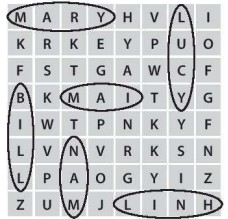 M A R Y H V L I
K R K E Y P U O
F S T G A W C F
B K M A I T Y G
I W T P N K Y F
L V N V R K S N
L P A O G Y I Z
Z U M J L I N H